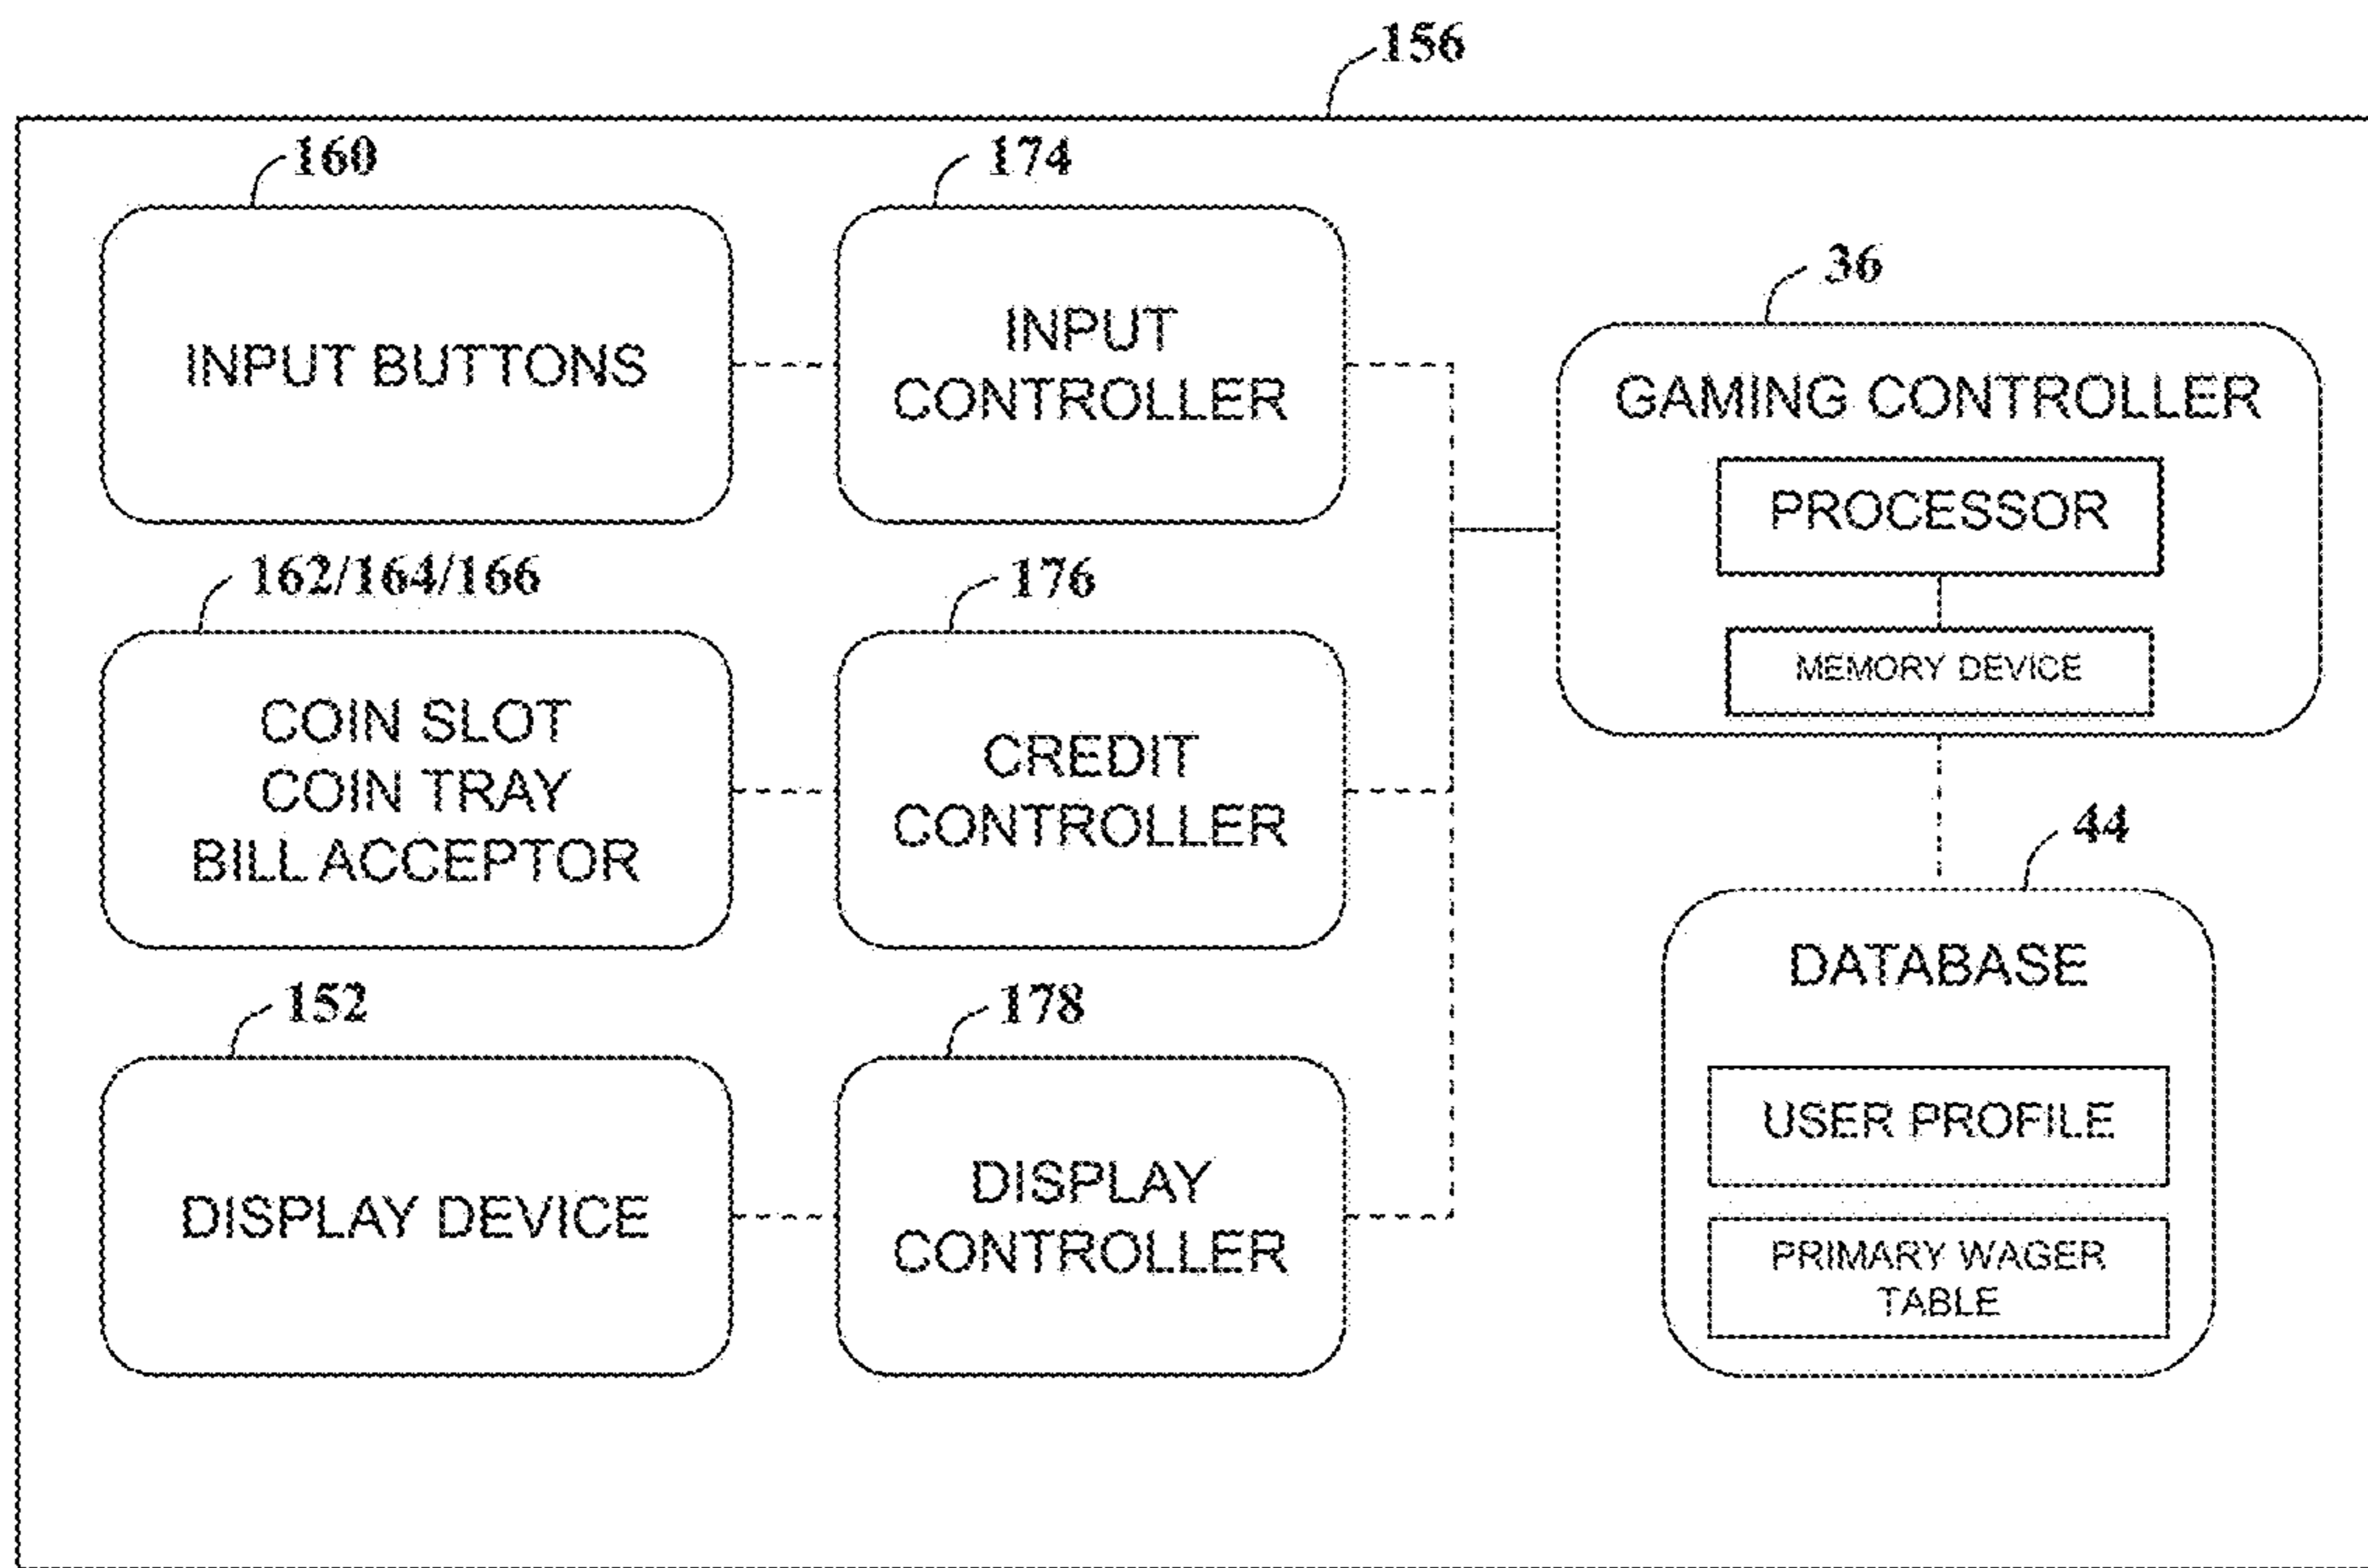 156
160
174
INPUT BUTTONS
INPUT
CONTROLLER
36
GAMING CONTROLLER
PROCESSOR
MEMORY DEVICE
162/164/166
176
COIN SLOT
COIN TRAY
BILL ACCEPTOR
CREDIT
CONTROLLER
44
DATABASE
USER PROFILE
PRIMARY WAGER
TABLE
152
178
DISPLAY DEVICE
DISPLAY
CONTROLLER